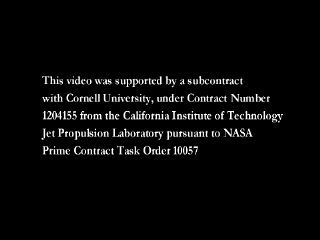 This video was supported by a subcontract
with Cornell University, under Contract Number
1204155 from the California Institute of Technology
Jet Propulsion Laboratory pursuant to NASA
Prime Contract Task Order 10057